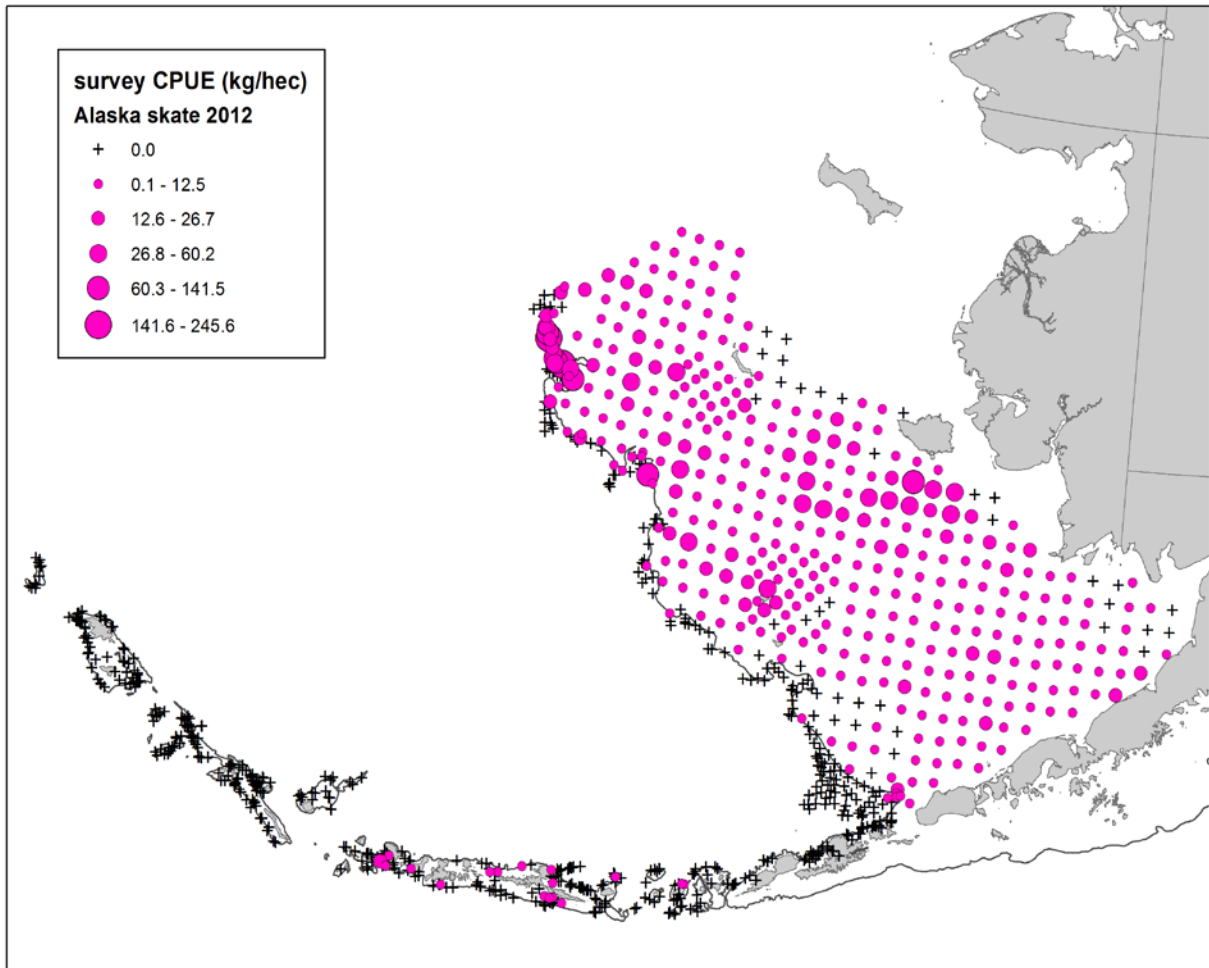 survey CPUE (kg/hec)
Alaska skate 2012
0.0
0.1 - 12.5
12.6 - 26.7
26.8 - 60.2
60.3 - 141.5
141.6 - 245.6